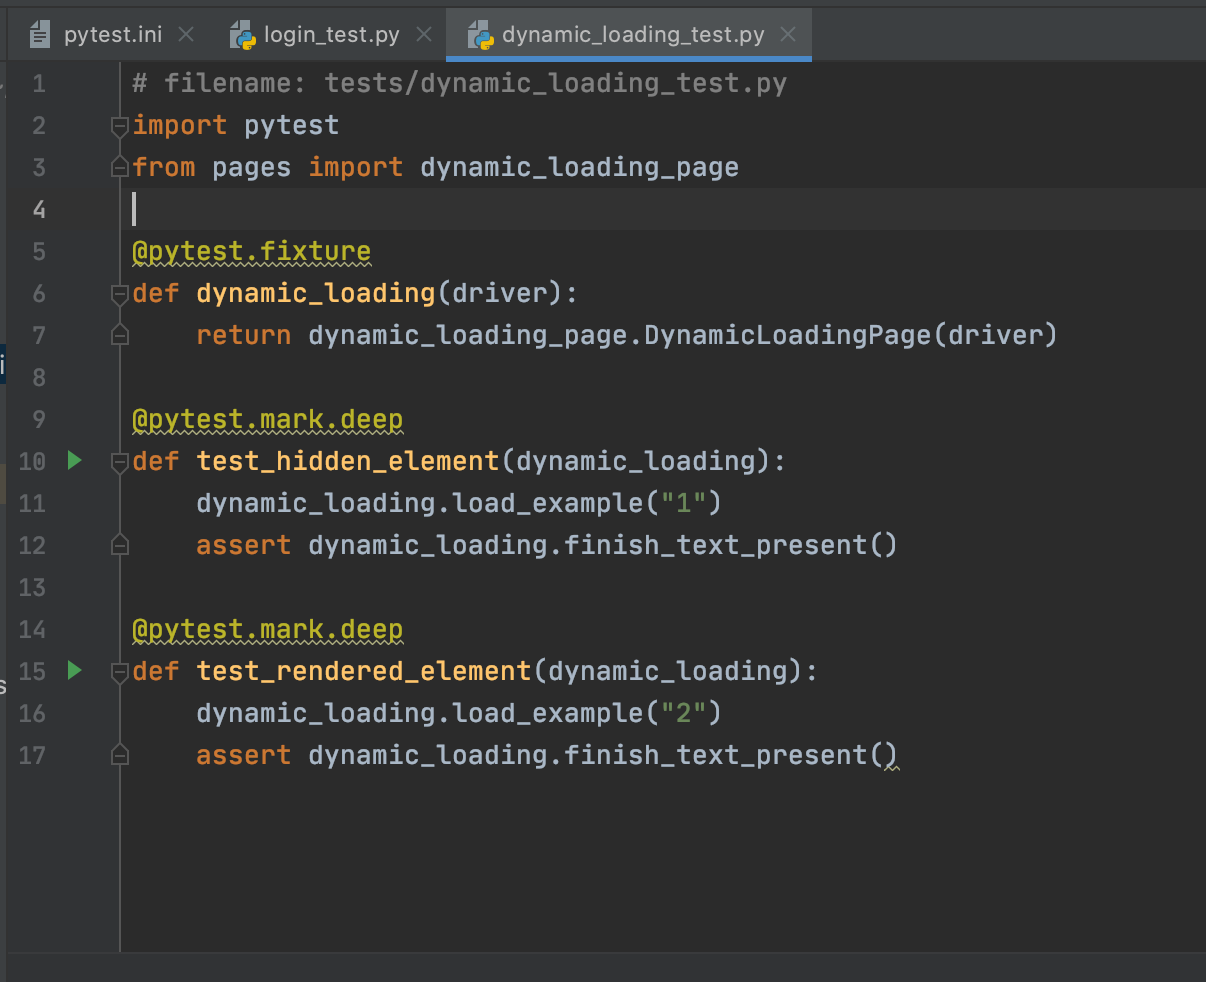 pytest.ini login_test.py dynamic_loading_test.py
1 # filename: tests/dynamic_loading_test.py
2 import pytest
3 from pages import dynamic_loading_page
4
5 @pytest.fixture
6 def dynamic_loading(driver):
7     return dynamic_loading_page.DynamicLoadingPage(driver)
8
9 @pytest.mark.deep
10 def test_hidden_element(dynamic_loading):
11     dynamic_loading.load_example("1")
12     assert dynamic_loading.finish_text_present()
13
14 @pytest.mark.deep
15 def test_rendered_element(dynamic_loading):
16     dynamic_loading.load_example("2")
17     assert dynamic_loading.finish_text_present()